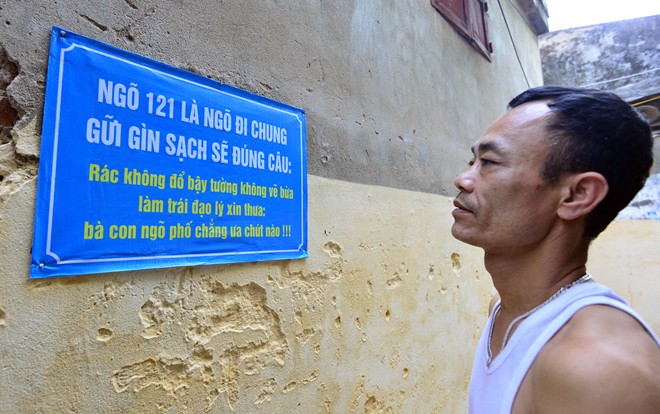 NGÕ 121 LÀ NGÕ ĐI CHUNG
GỮI GÌN SẠCH SẼ ĐÚNG CÂU:
Rác không đổ bậy tường không vẽ bừa
làm trái đạo lý xin thưa:
bà con ngõ phố chẳng ưa chút nào !!!